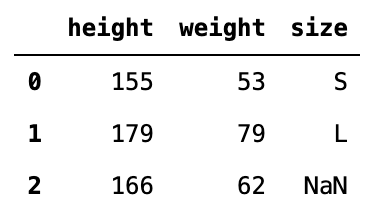 height weight size
0 155 53 S
1 179 79 L
2 166 62 NaN